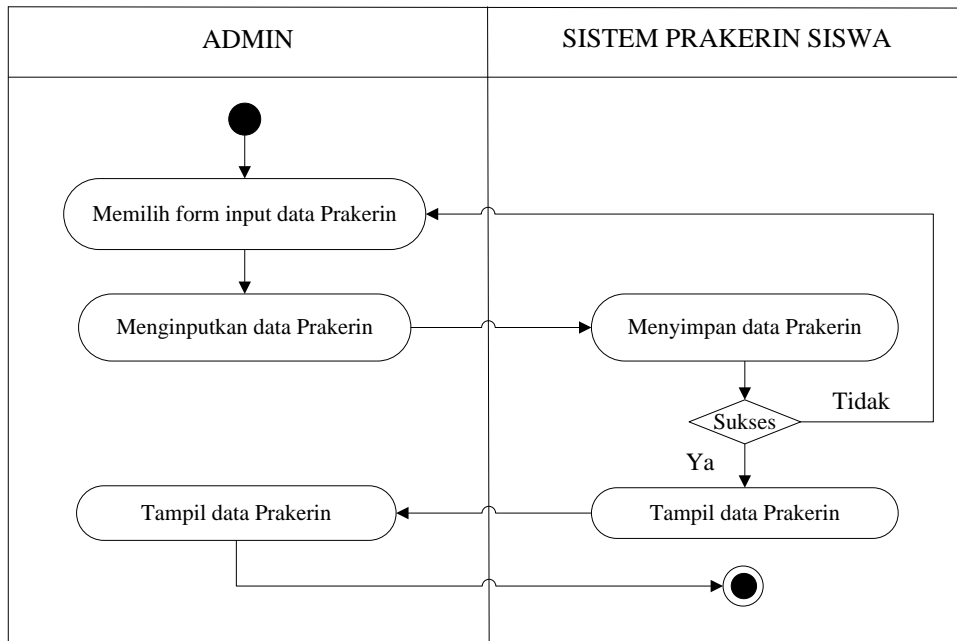 ADMIN
SISTEM PRAKERIN SISWA
Memilih form input data Prakerin
Menginputkan data Prakerin
Menyimpan data Prakerin
Sukses
Tidak
Ya
Tampil data Prakerin
Tampil data Prakerin